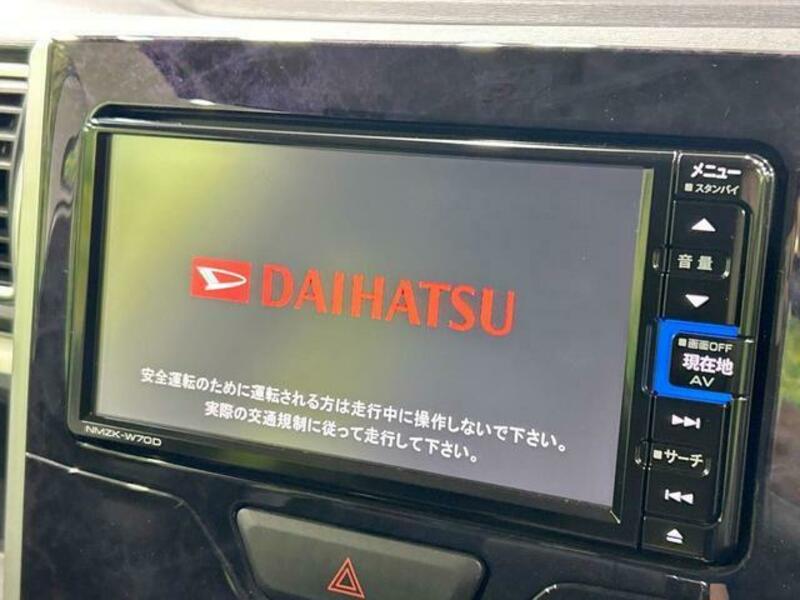 DAIHATSU
安全運転のために運転される方は走行中に操作しないで下さい。
実際の交通規制に従って走行して下さい。
NMZK-W70D
メニュー
スタンバイ
音量
画面OFF
現在地
AV
サーチ